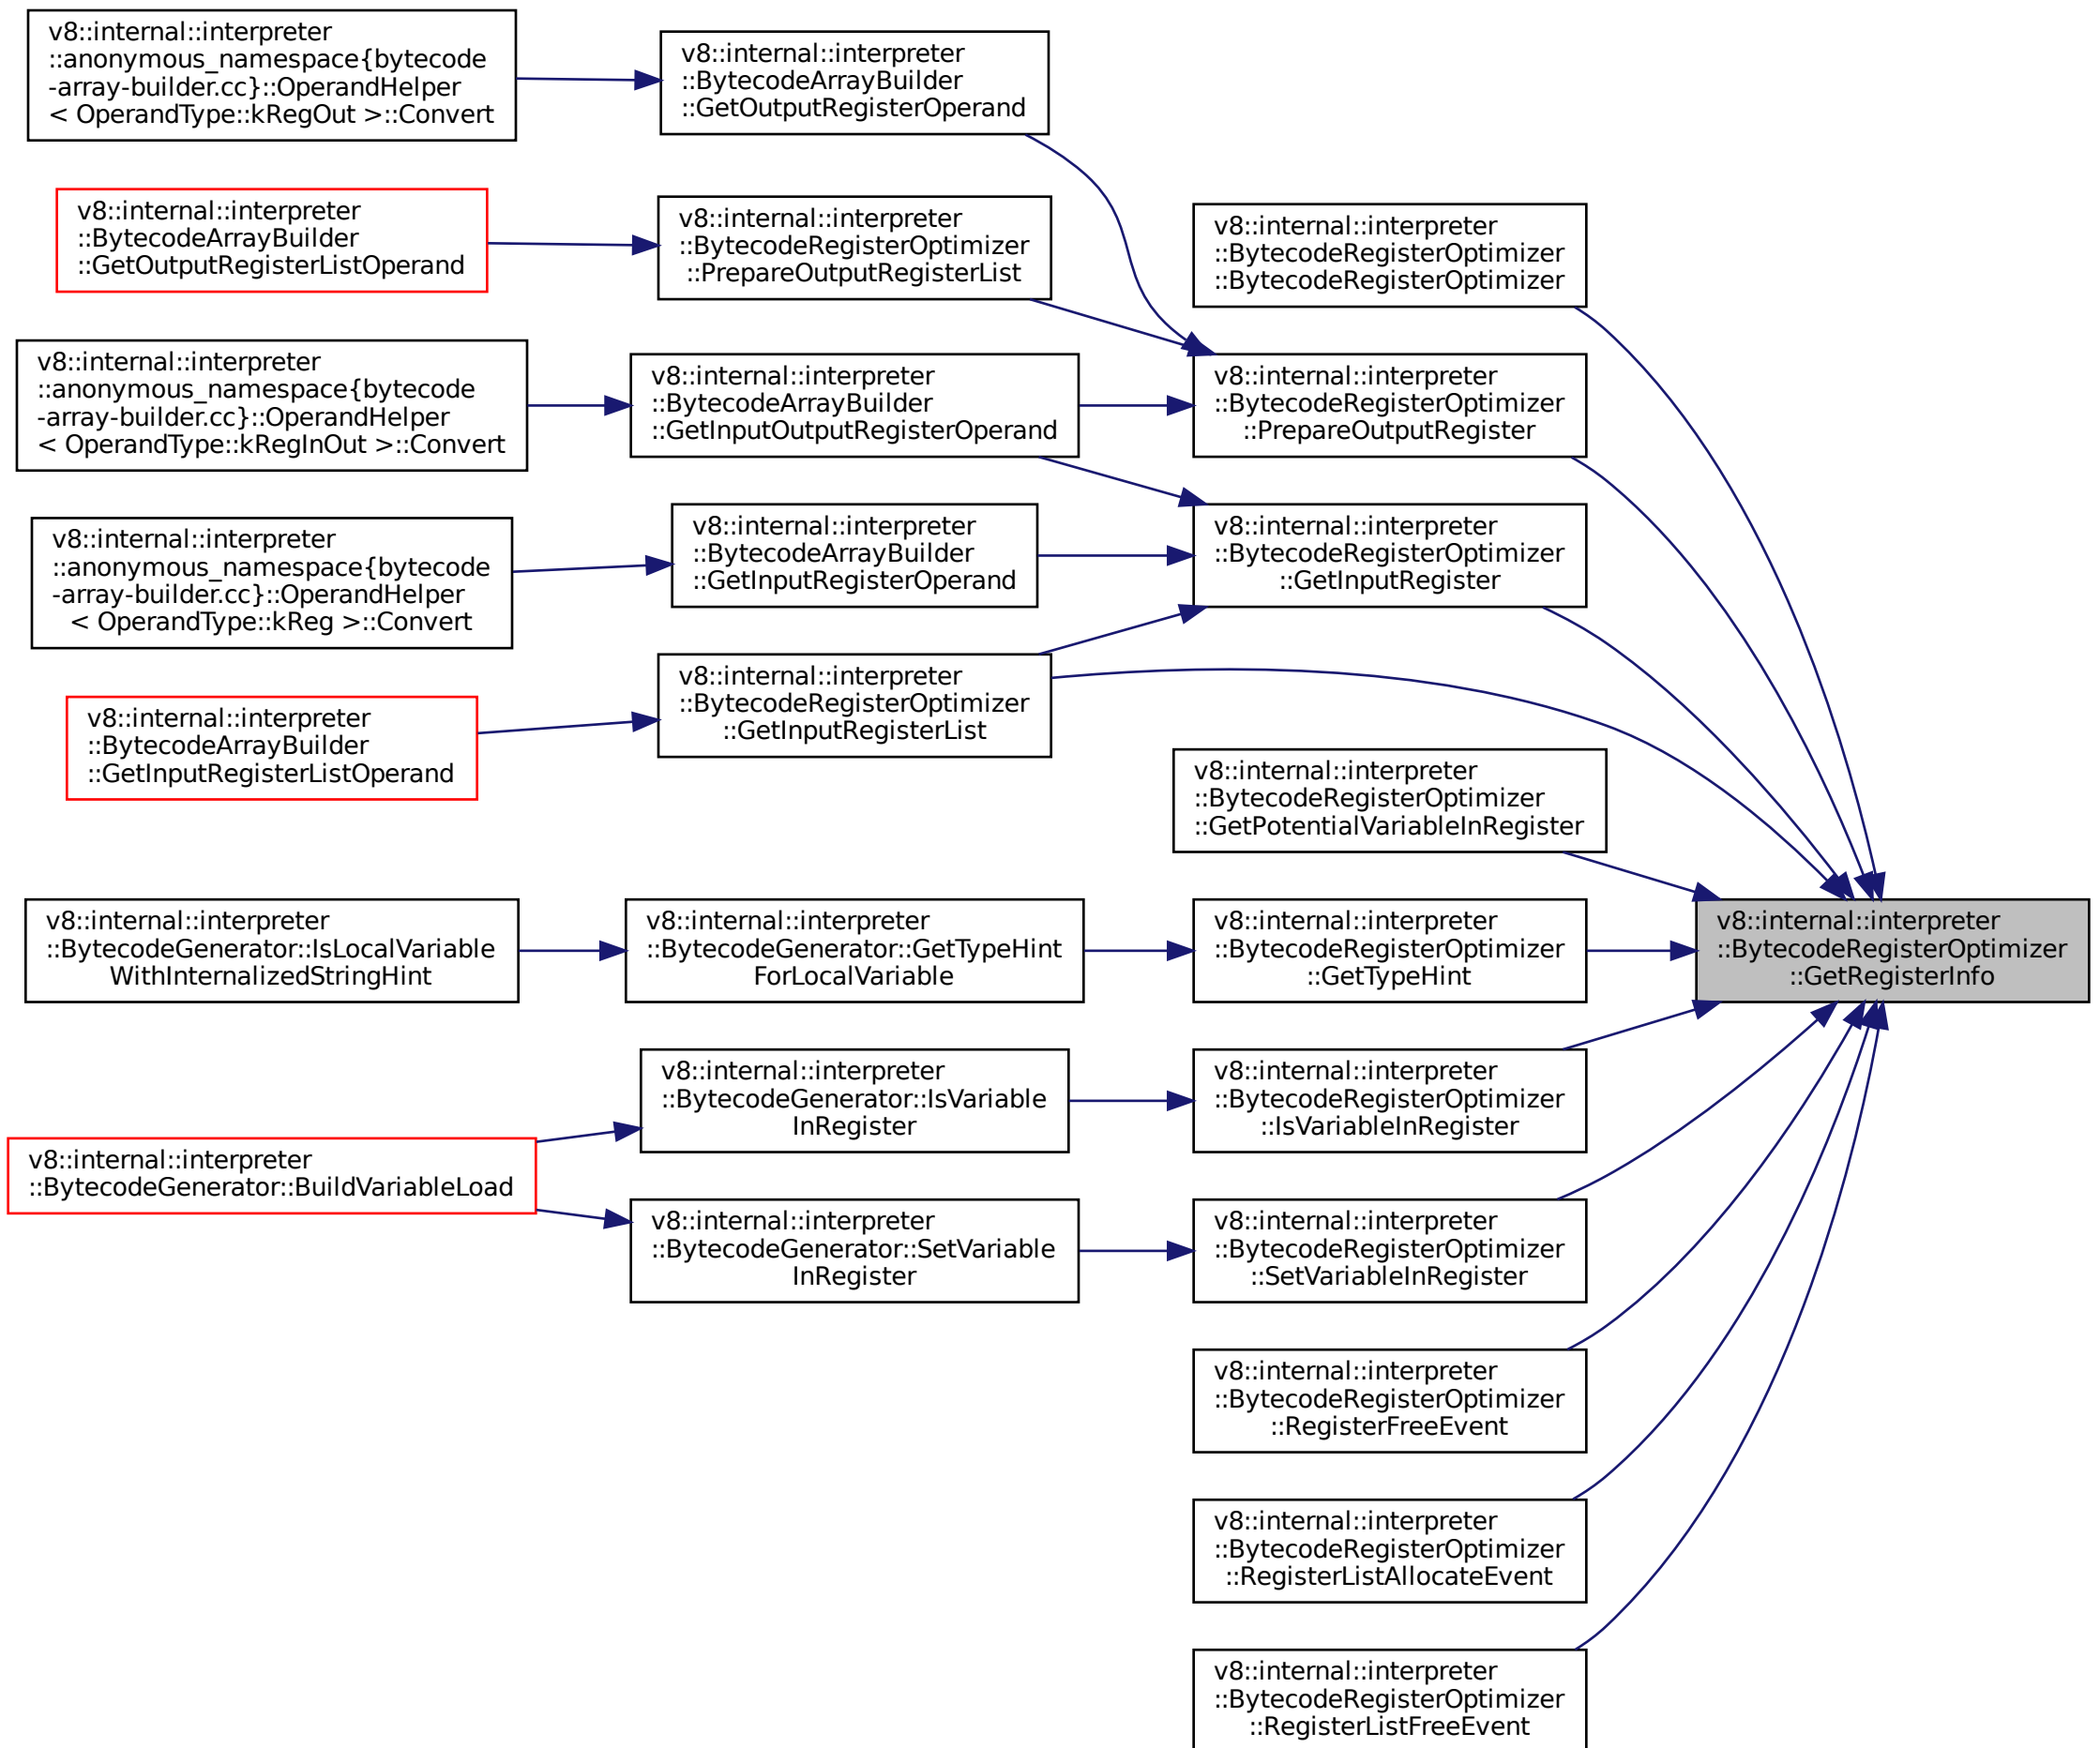 v8::internal::interpreter
::anonymous_namespace{bytecode
-array-builder.cc}::OperandHelper
< OperandType::kRegOut >::Convert
v8::internal::interpreter
::BytecodeArrayBuilder
::GetOutputRegisterOperand
v8::internal::interpreter
::BytecodeArrayBuilder
::GetOutputRegisterListOperand
v8::internal::interpreter
::BytecodeRegisterOptimizer
::PrepareOutputRegisterList
v8::internal::interpreter
::BytecodeRegisterOptimizer
::BytecodeRegisterOptimizer
v8::internal::interpreter
::anonymous_namespace{bytecode
-array-builder.cc}::OperandHelper
< OperandType::kRegInOut >::Convert
v8::internal::interpreter
::BytecodeArrayBuilder
::GetInputOutputRegisterOperand
v8::internal::interpreter
::BytecodeRegisterOptimizer
::PrepareOutputRegister
v8::internal::interpreter
::anonymous_namespace{bytecode
-array-builder.cc}::OperandHelper
< OperandType::kReg >::Convert
v8::internal::interpreter
::BytecodeArrayBuilder
::GetInputRegisterOperand
v8::internal::interpreter
::BytecodeRegisterOptimizer
::GetInputRegister
v8::internal::interpreter
::BytecodeArrayBuilder
::GetInputRegisterListOperand
v8::internal::interpreter
::BytecodeRegisterOptimizer
::GetInputRegisterList
v8::internal::interpreter
::BytecodeRegisterOptimizer
::GetPotentialVariableInRegister
v8::internal::interpreter
::BytecodeGenerator::IsLocalVariable
WithInternalizedStringHint
v8::internal::interpreter
::BytecodeGenerator::GetTypeHint
ForLocalVariable
v8::internal::interpreter
::BytecodeRegisterOptimizer
::GetTypeHint
v8::internal::interpreter
::BytecodeRegisterOptimizer
::GetRegisterInfo
v8::internal::interpreter
::BytecodeGenerator::IsVariable
InRegister
v8::internal::interpreter
::BytecodeRegisterOptimizer
::IsVariableInRegister
v8::internal::interpreter
::BytecodeGenerator::BuildVariableLoad
v8::internal::interpreter
::BytecodeGenerator::SetVariable
InRegister
v8::internal::interpreter
::BytecodeRegisterOptimizer
::SetVariableInRegister
v8::internal::interpreter
::BytecodeRegisterOptimizer
::RegisterFreeEvent
v8::internal::interpreter
::BytecodeRegisterOptimizer
::RegisterListAllocateEvent
v8::internal::interpreter
::BytecodeRegisterOptimizer
::RegisterListFreeEvent